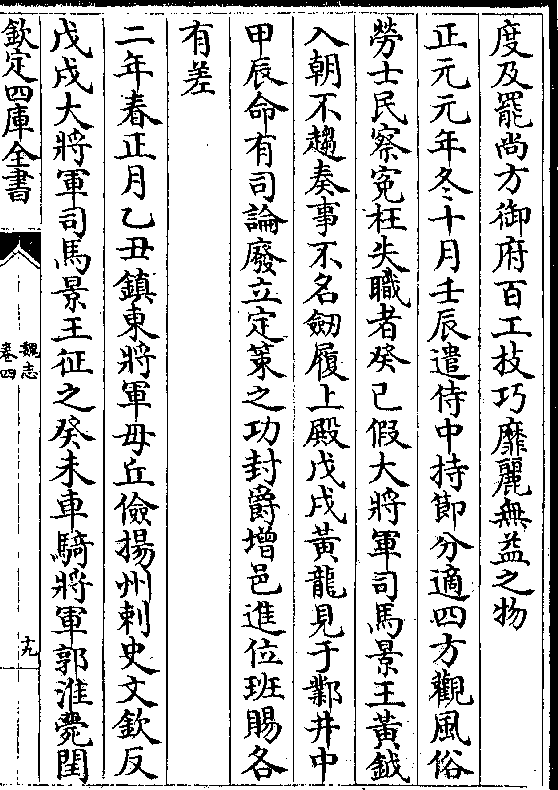 度及罷尚方御府百工技巧靡麗無益之物
正元元年冬十月壬辰遣侍中持節分適四方觀風俗
勞士民察寃枉失職者癸已假大將軍司馬景王黃鉞
入朝不趨奏事不名劒履上殿戊戌黃龍見于鄴井中
甲辰命有司論廢立定策之功封爵增邑進位班賜各
有差
二年春正月乙丑鎮東將軍毋丘儉揚州刺史文欽反
戊戌大將軍司馬景王征之癸未車騎將軍郭淮薨閏
欽定四庫全書
魏志
卷四
十九